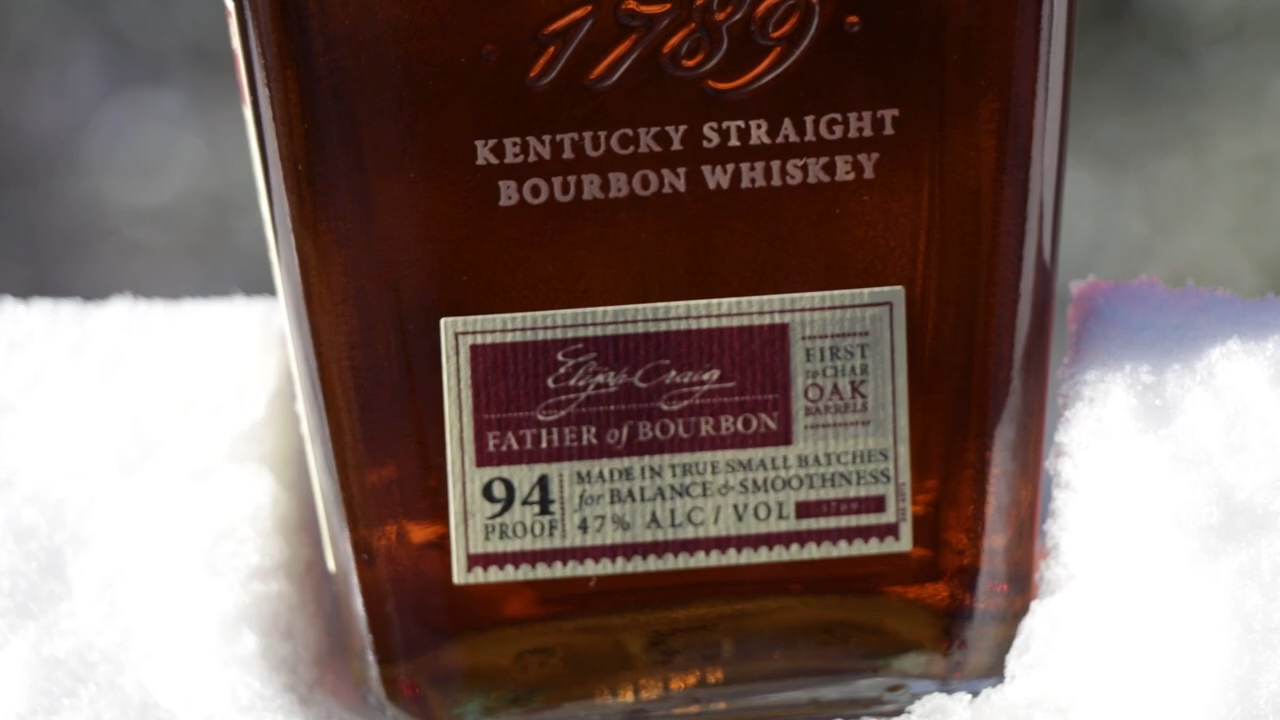 1789
KENTUCKY STRAIGHT
BOURBON WHISKEY
Elijah Craig
FATHER of BOURBON
FIRST
to CHAR
OAK
BARRELS
94
PROOF
MADE IN TRUE SMALL BATCHES
for BALANCE & SMOOTHNESS
47% ALC / VOL
1789